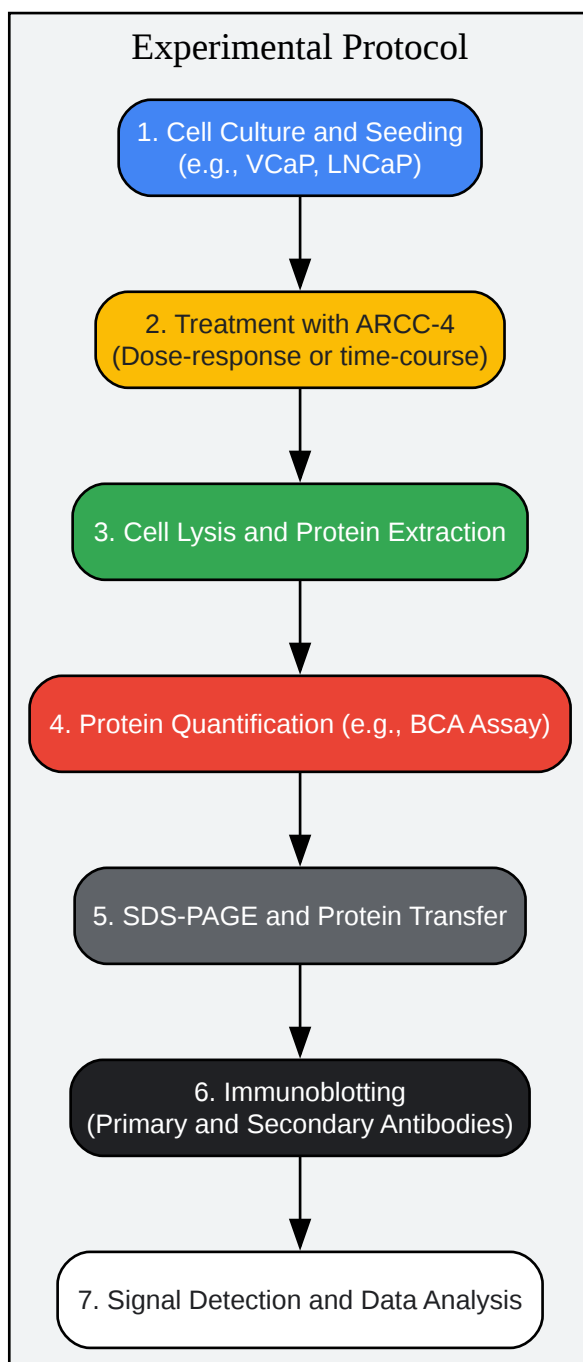 Experimental Protocol
1. Cell Culture and Seeding
(e.g., VCaP, LNCaP)
2. Treatment with ARCC-4
(Dose-response or time-course)
3. Cell Lysis and Protein Extraction
4. Protein Quantification (e.g., BCA Assay)
5. SDS-PAGE and Protein Transfer
6. Immunoblotting
(Primary and Secondary Antibodies)
7. Signal Detection and Data Analysis